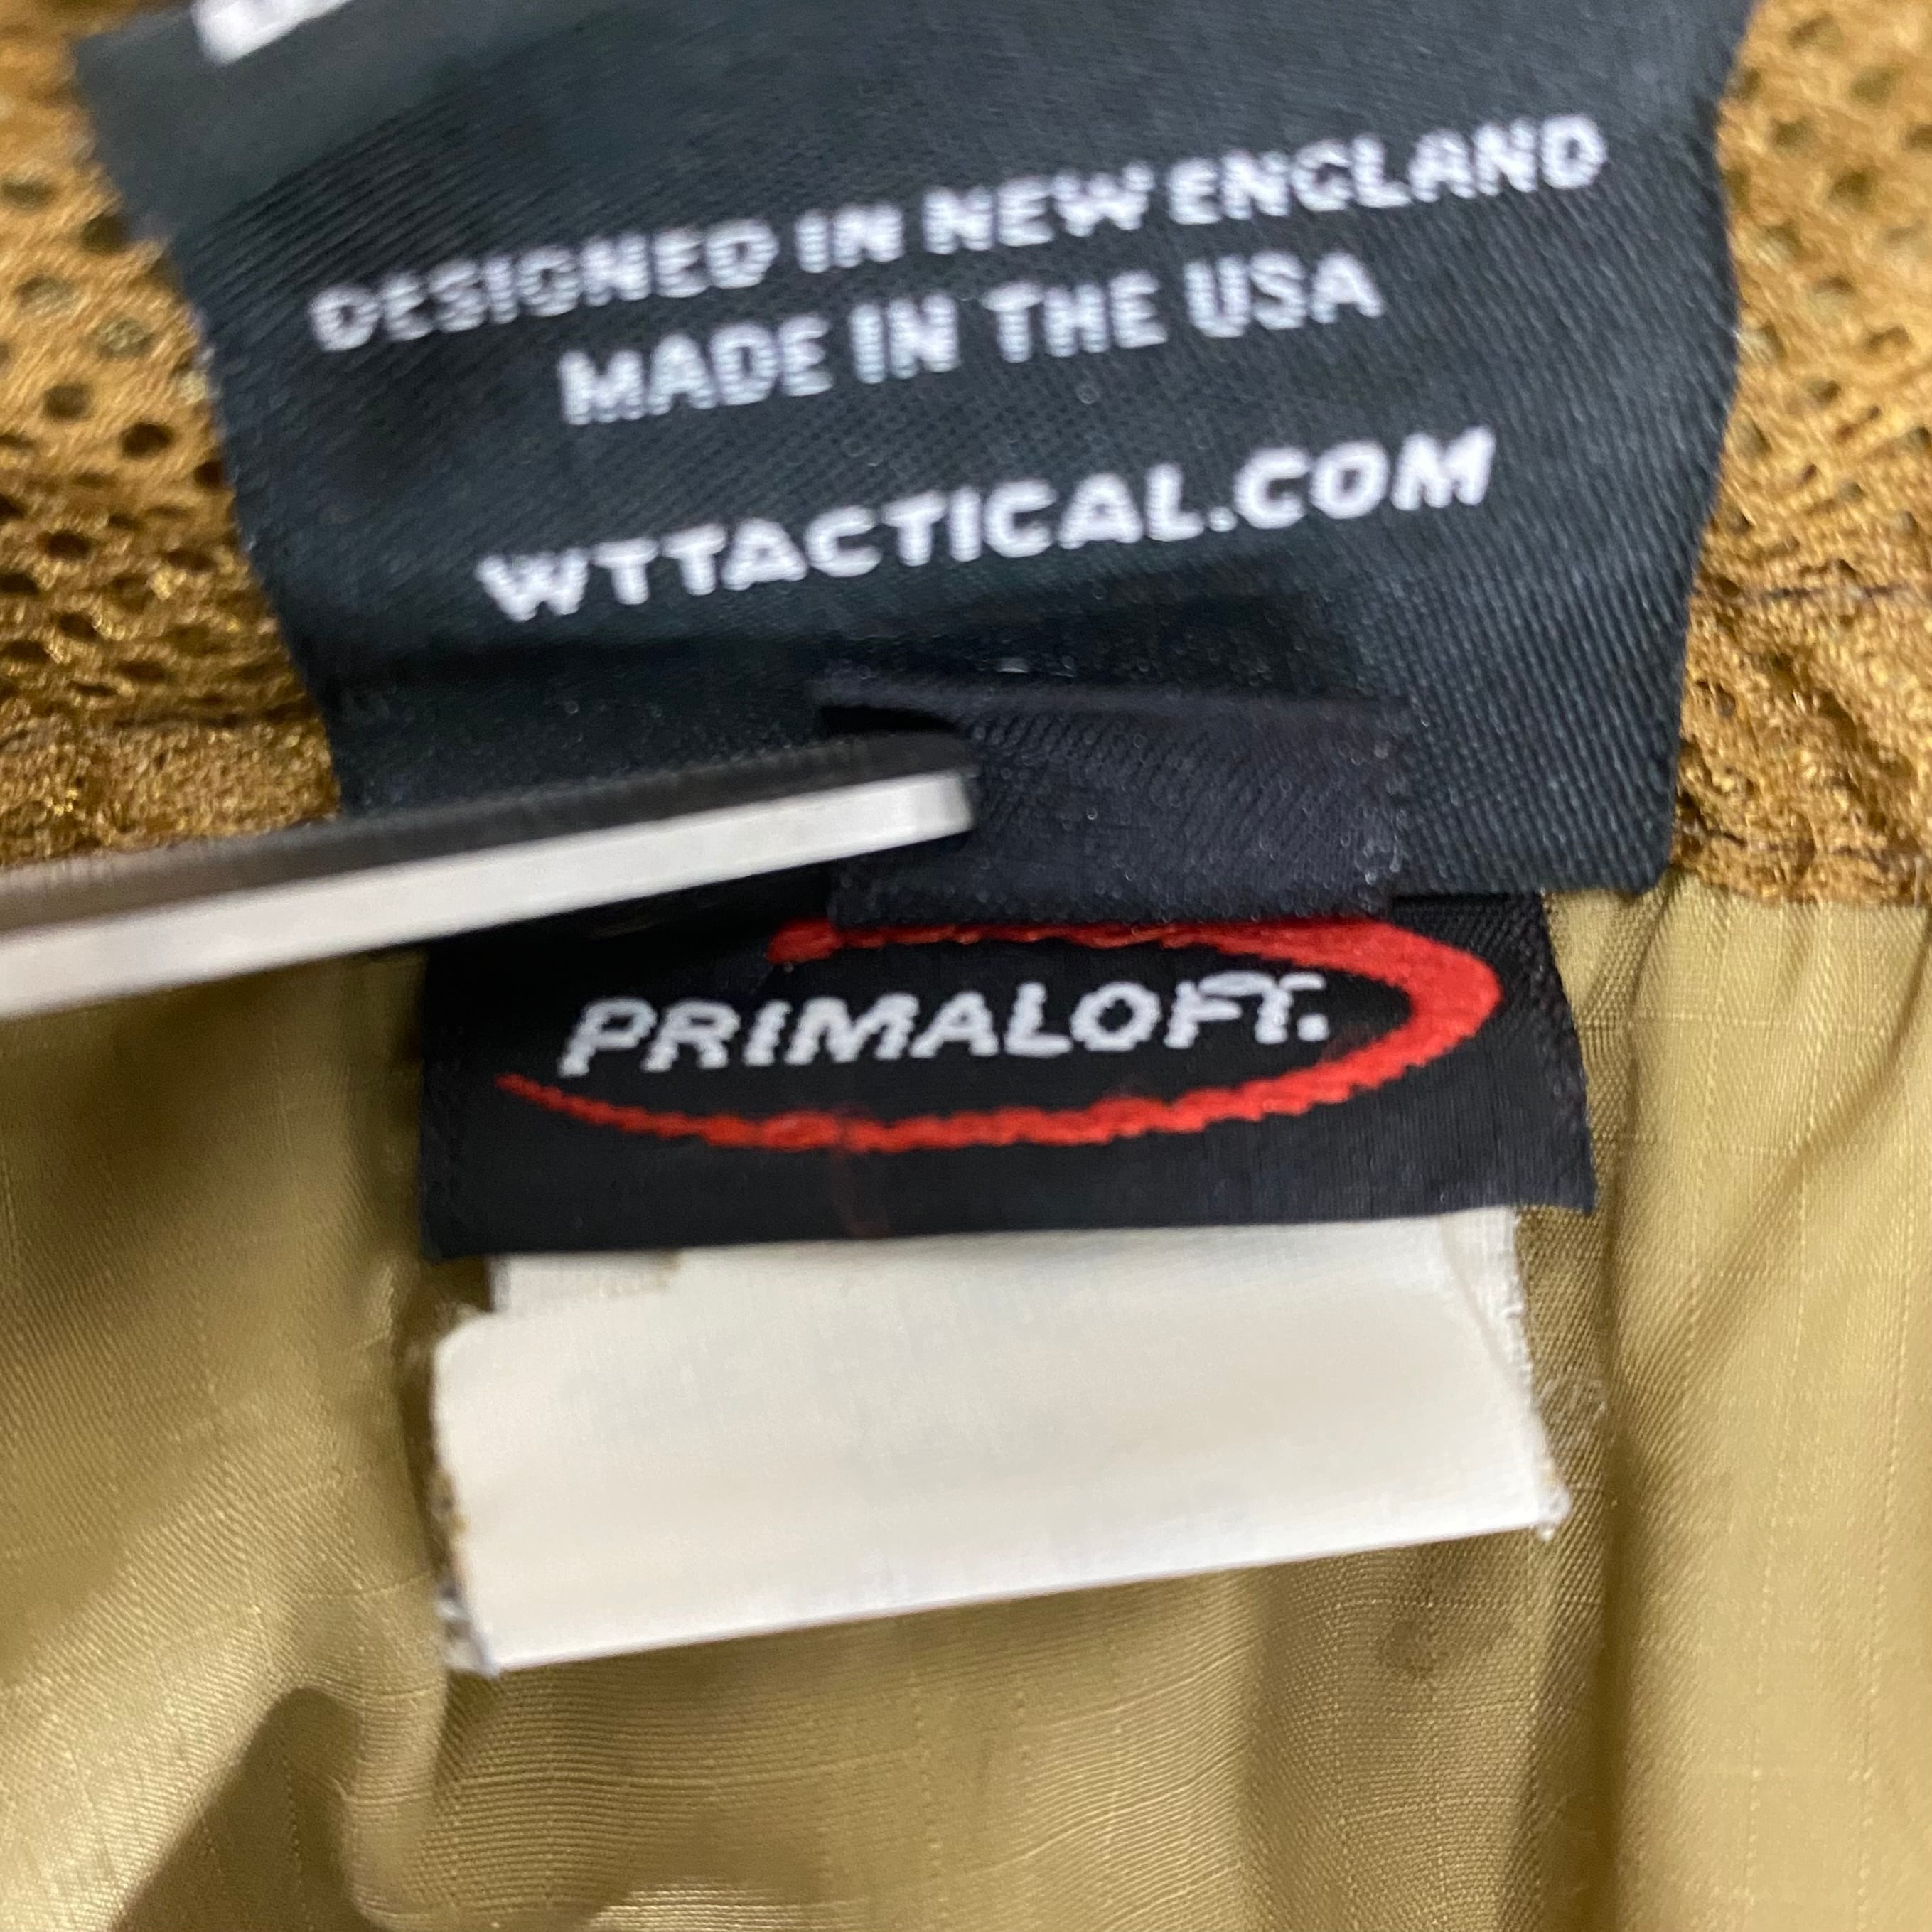 DESIGNED IN NEW ENGLAND
MADE IN THE USA
WTTACTICAL.COM
PRIMALOFT.